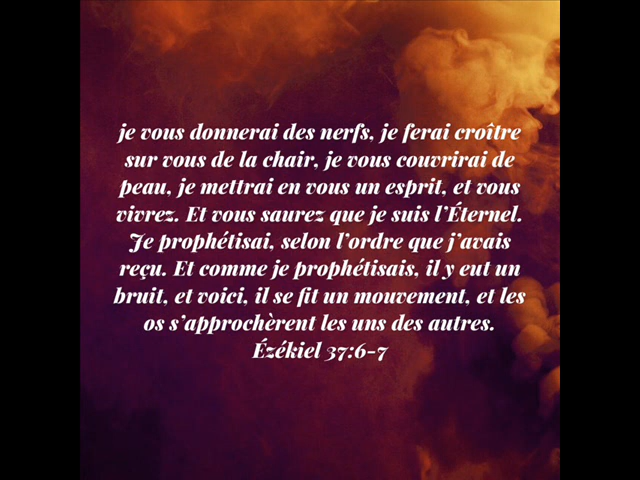 je vous donnerai des nerfs, je ferai croître
sur vous de la chair, je vous couvrirai de
peau, je mettrai en vous un esprit, et vous
vivrez. Et vous saurez que je suis l’Éternel.
Je prophétisai, selon l’ordre que j’avais
reçu. Et comme je prophétisais, il y eut un
bruit, et voici, il se fit un mouvement, et les
os s’approchèrent les uns des autres.
Ézékiel 37:6-7